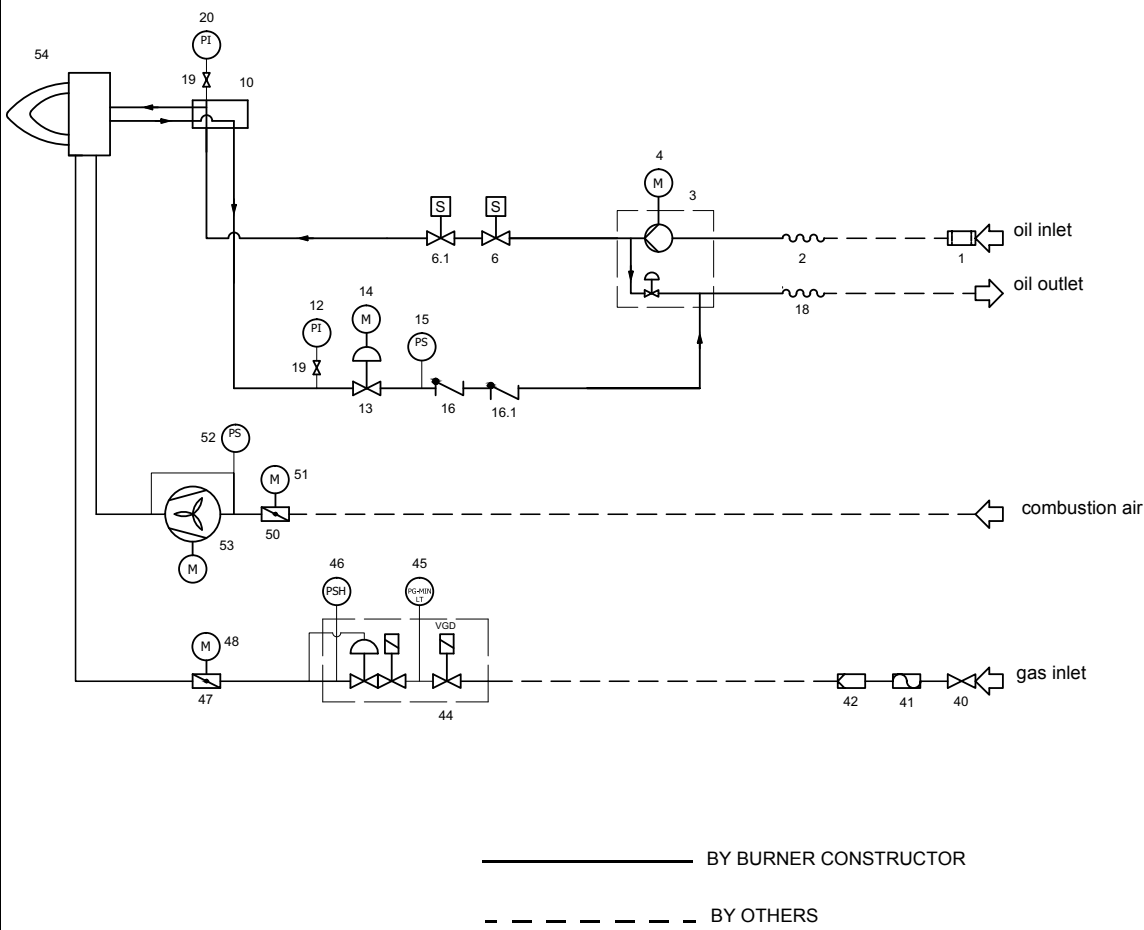 20
PI
54
19
10
4
M
3
S
S
6.1
6
2
1
oil inlet
18
oil outlet
12
PI
14
M
15
PS
19
13
16
16.1
52
PS
M
51
combustion air
50
53
M
46
PSH
45
PG-MIN
LT
VGD
M
48
47
44
42
41
40
gas inlet
BY BURNER CONSTRUCTOR
BY OTHERS